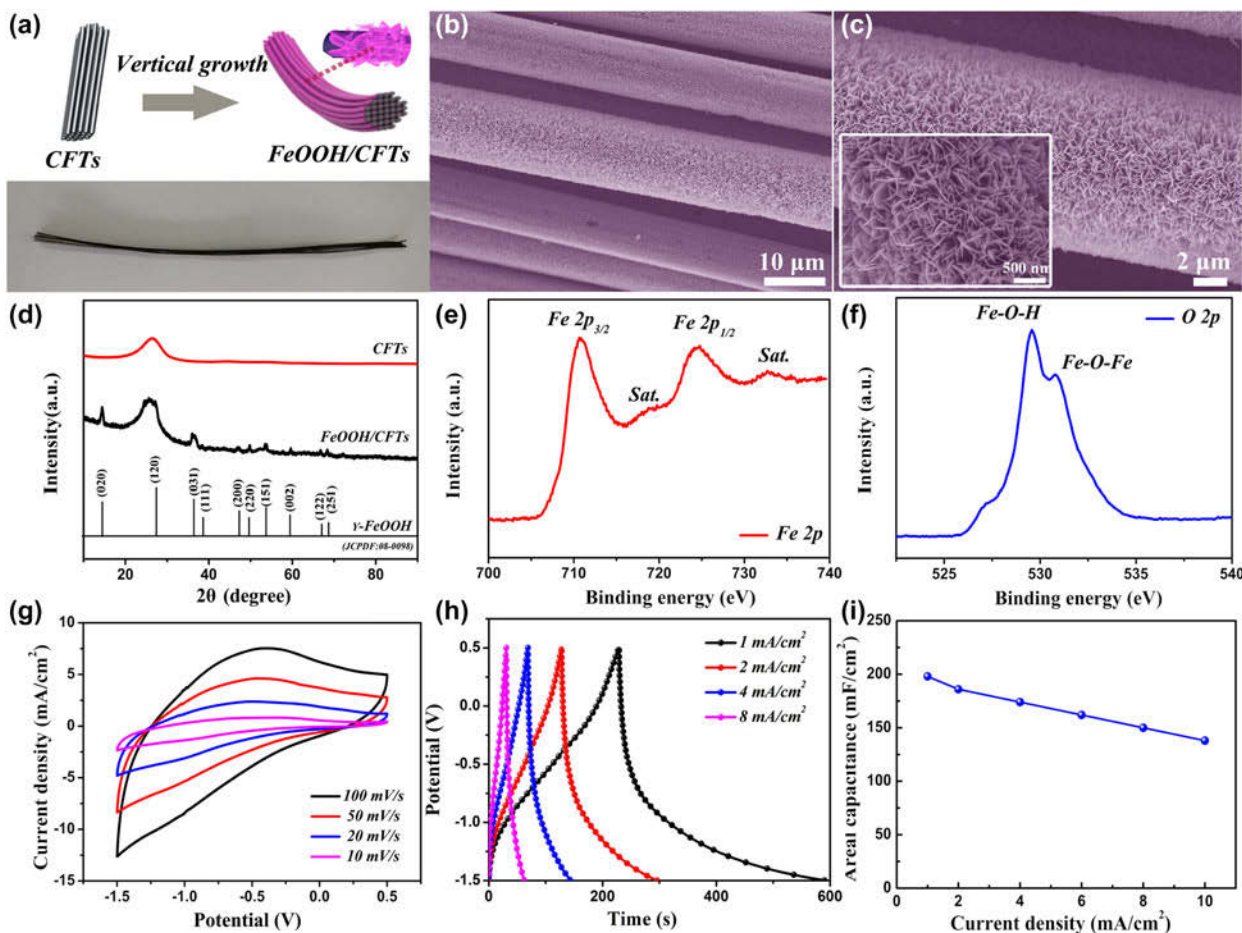 (a)
Vertical growth
CFTs
FeOOH/CFTs
(b)
10 μm
(c)
500 nm
2 μm
(d)
Intensity(a.u.)
CFTs
FeOOH/CFTs
(020)
(120)
(031)
(111)
(200)
(220)
(151)
(002)
(122)
(251)
γ-FeOOH
(JCPDF:08-0098)
20 40 60 80
2θ (degree)
(e)
Intensity (a.u.)
Fe 2p3/2
Fe 2p1/2
Sat.
Sat.
Fe 2p
700 710 720 730 740
Binding energy (eV)
(f)
Intensity (a.u.)
Fe-O-H
O 2p
Fe-O-Fe
525 530 535 540
Binding energy (eV)
(g)
Current density (mA/cm²)
10
5
0
-5
-10
-15
100 mV/s
50 mV/s
20 mV/s
10 mV/s
-1.5 -1.0 -0.5 0.0 0.5
Potential (V)
(h)
Potential (V)
0.5
0.0
-0.5
-1.0
-1.5
1 mA/cm²
2 mA/cm²
4 mA/cm²
8 mA/cm²
0 200 400 600
Time (s)
(i)
Areal capactance (mF/cm²)
250
200
150
100
50
0
0 2 4 6 8 10
Current density (mA/cm²)